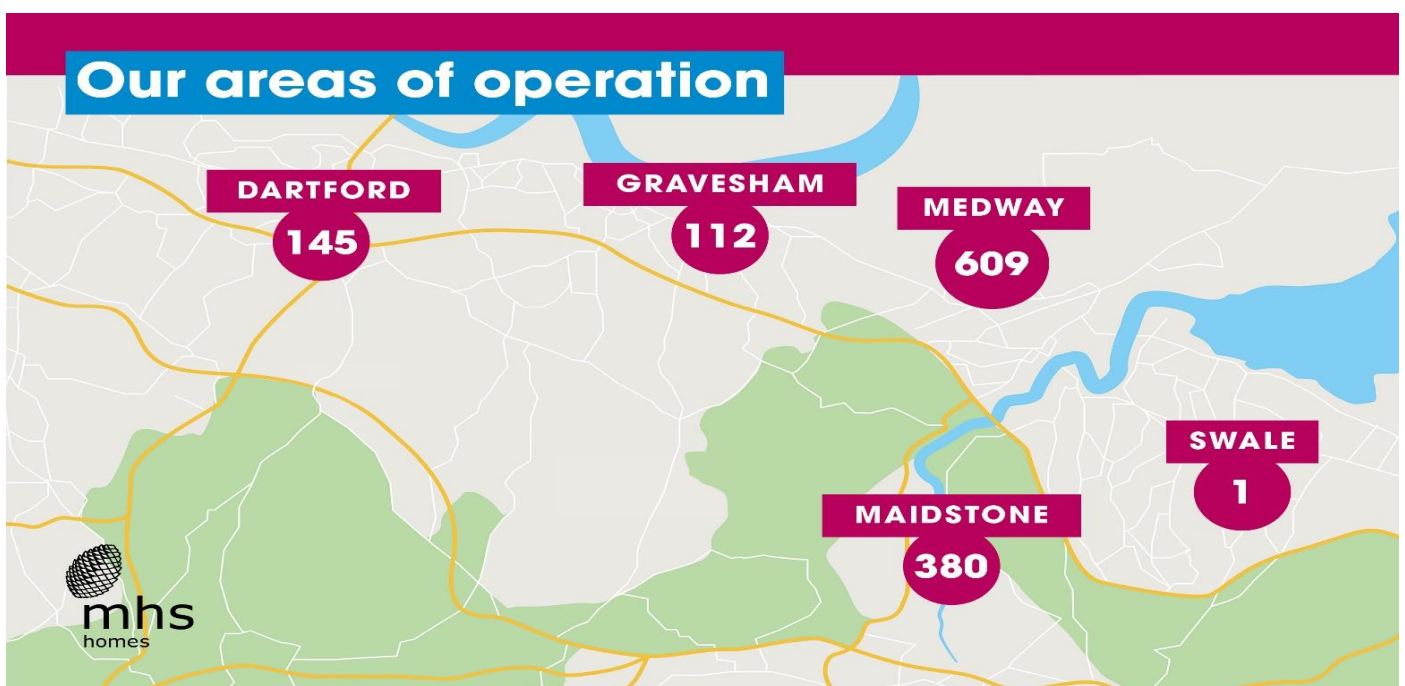 Our areas of operation
DARTFORD
145
GRAVESHAM
112
MEDWAY
609
SWALE
1
MAIDSTONE
380
mhs
homes